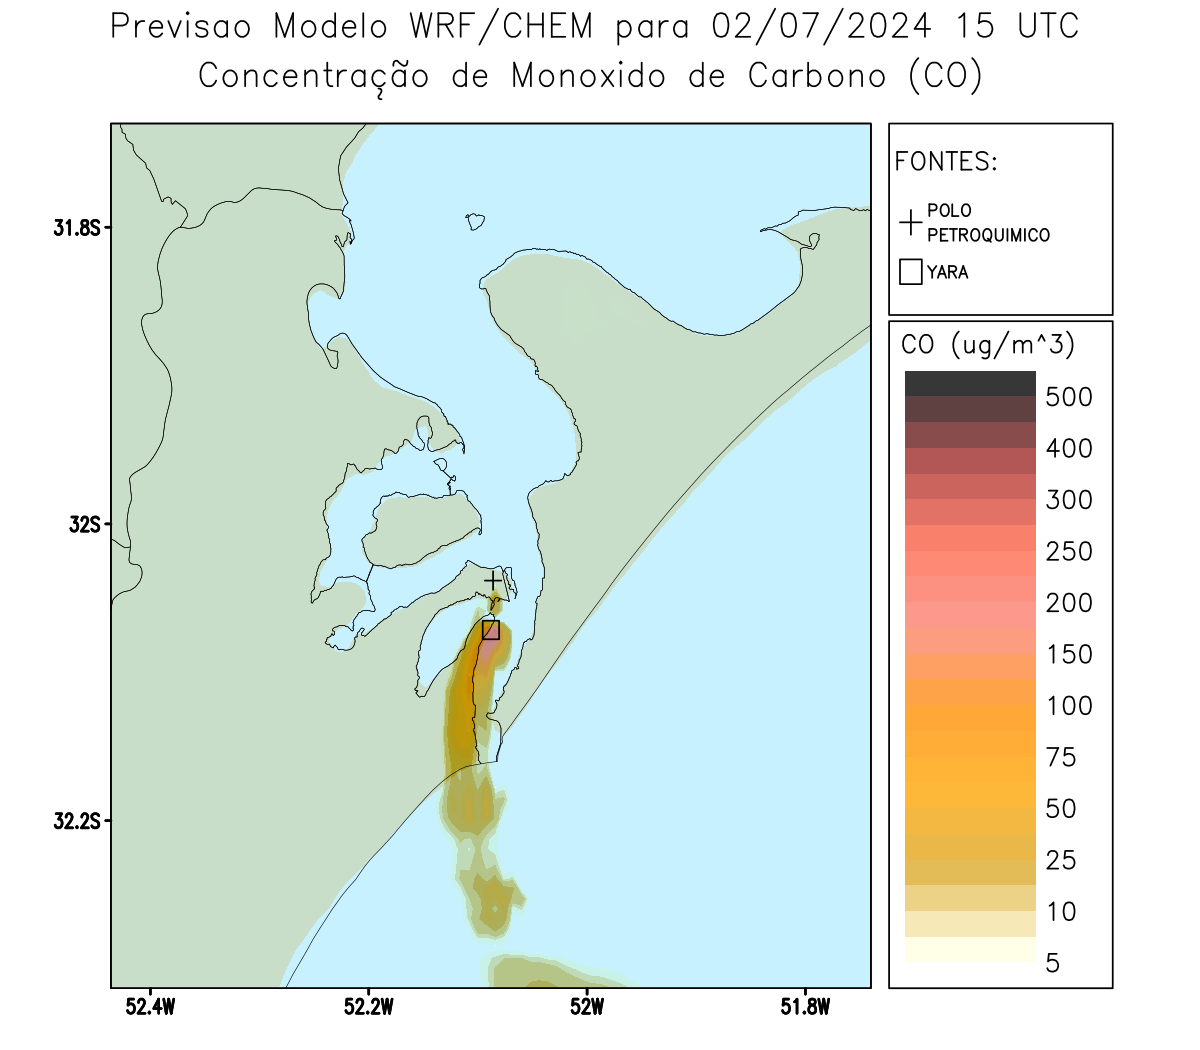 Previsao Modelo WRF/CHEM para 02/07/2024 15 UTC
Concentração de Monoxido de Carbono (CO)
FONTES:
POLO
PETROQUIMICO
YARA
CO (ug/m^3)
500
400
300
250
200
150
100
75
50
25
10
5
31.8S
32S
32.2S
52.4W
52.2W
52W
51.8W